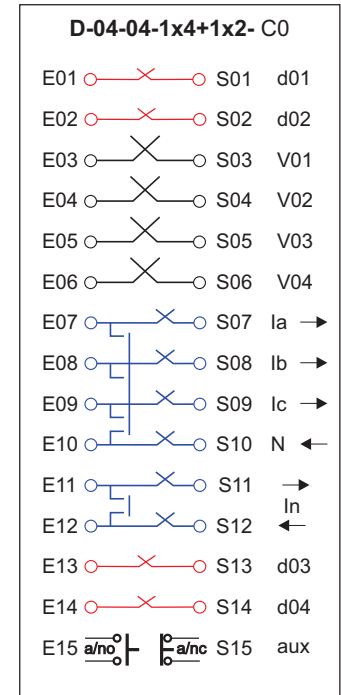 D-04-04-1x4+1x2- C0
E01 S01 d01
E02 S02 d02
E03 S03 V01
E04 S04 V02
E05 S05 V03
E06 S06 V04
E07 S07 Ia →
E08 S08 Ib →
E09 S09 Ic →
E10 S10 N ←
E11 S11 →
In
E12 S12 ←
E13 S13 d03
E14 S14 d04
E15 a/no a/nc S15 aux